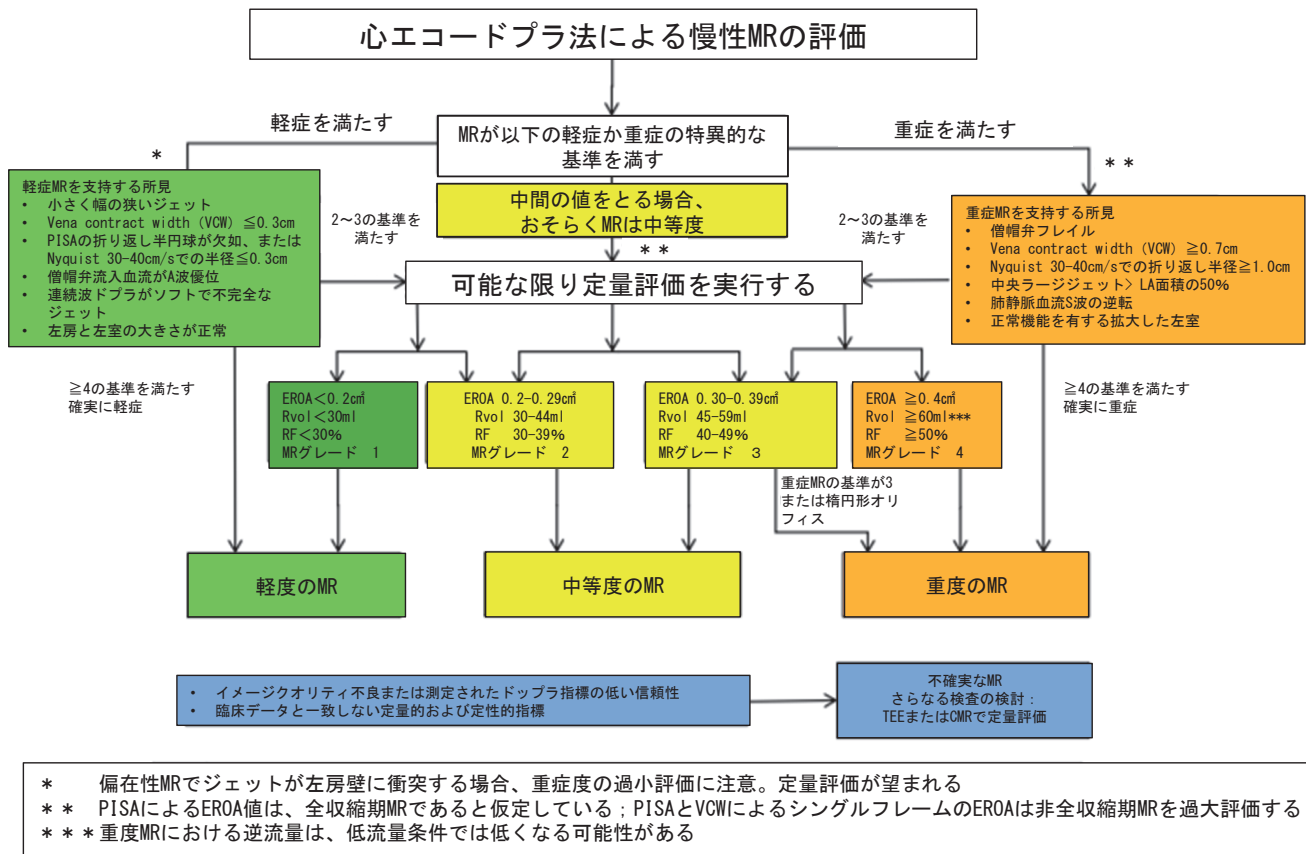 心エコードプラ法による慢性MRの評価
軽症を満たす
MRが以下の軽症か重症の特異的な
基準を満す
重症を満たす
*
**
軽症MRを支持する所見
• 小さく幅の狭いジェット
• Vena contract width (VCW) ≦0.3cm
• PISAの折り返し半円球が欠如、または
Nyquist 30-40cm/sでの半径≦0.3cm
• 僧帽弁流入血流がA波優位
• 連続波ドプラがソフトで不完全な
ジェット
• 左房と左室の大きさが正常
2〜3の基準を
満たす
中間の値をとる場合、
おそらくMRは中等度
**
可能な限り定量評価を実行する
2〜3の基準を
満たす
重症MRを支持する所見
• 僧帽弁フレイル
• Vena contract width (VCW) ≧0.7cm
• Nyquist 30-40cm/sでの折り返し半径≧1.0cm
• 中央ラージジェット> LA面積の50%
• 肺静脈血流S波の逆転
• 正常機能を有する拡大した左室
≧4の基準を満たす
確実に軽症
EROA<0.2c㎡
Rvol<30ml
RF<30%
MRグレード 1
EROA 0.2-0.29c㎡
Rvol 30-44ml
RF 30-39%
MRグレード 2
EROA 0.30-0.39c㎡
Rvol 45-59ml
RF 40-49%
MRグレード 3
EROA ≧0.4c㎡
Rvol ≧60ml***
RF ≧50%
MRグレード 4
≧4の基準を満たす
確実に重症
重症MRの基準が3
または楕円形オリ
フィス
軽度のMR
中等度のMR
重度のMR
• イメージクオリティ不良または測定されたドップラ指標の低い信頼性
• 臨床データと一致しない定量的および定性的指標
不確実なMR
さらなる検査の検討：
TEEまたはCMRで定量評価
* 偏在性MRでジェットが左房壁に衝突する場合、重症度の過小評価に注意。定量評価が望まれる
** PISAによるEROA値は、全収縮期MRであると仮定している；PISAとVCWによるシングルフレームのEROAは非全収縮期MRを過大評価する
***重度MRにおける逆流量は、低流量条件では低くなる可能性がある